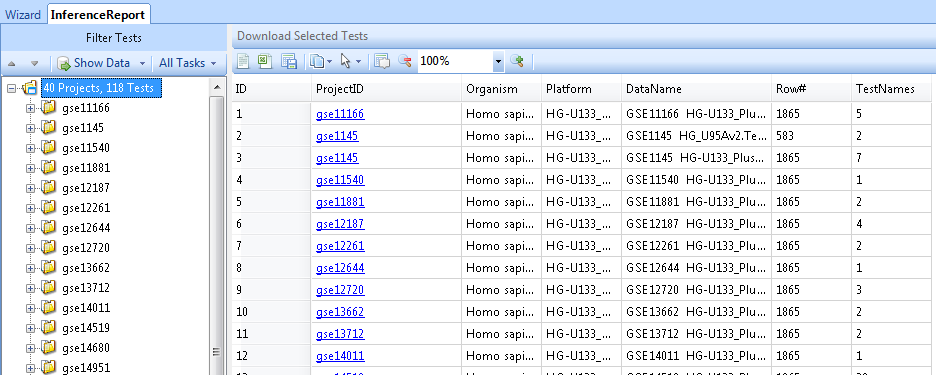 Wizard InferenceReport
Filter Tests
Show Data All Tasks
40 Projects, 118 Tests
gse11166
gse1145
gse11540
gse11881
gse12187
gse12261
gse12644
gse12720
gse13662
gse13712
gse14011
gse14519
gse14680
gse14951
Download Selected Tests
100%
ID ProjectID Organism Platform DataName Row# TestNames
1 gse11166 Homo sapi... HG-U133_... GSE11166 HG-U133_Plu... 1865 5
2 gse1145 Homo sapi... HG-U133_... GSE1145 HG_U95Av2.Te... 583 2
3 gse1145 Homo sapi... HG-U133_... GSE1145 HG-U133_Plus... 1865 7
4 gse11540 Homo sapi... HG-U133_... GSE11540 HG-U133_Plu... 1865 1
5 gse11881 Homo sapi... HG-U133_... GSE11881 HG-U133_Plu... 1865 2
6 gse12187 Homo sapi... HG-U133_... GSE12187 HG-U133_Plu... 1865 4
7 gse12261 Homo sapi... HG-U133_... GSE12261 HG-U133_Plu... 1865 2
8 gse12644 Homo sapi... HG-U133_... GSE12644 HG-U133_Plu... 1865 1
9 gse12720 Homo sapi... HG-U133_... GSE12720 HG-U133_Plu... 1865 3
10 gse13662 Homo sapi... HG-U133_... GSE13662 HG-U133_Plu... 1865 2
11 gse13712 Homo sapi... HG-U133_... GSE13712 HG-U133_Plu... 1865 2
12 gse14011 Homo sapi... HG-U133_... GSE14011 HG-U133_Plu... 1865 1